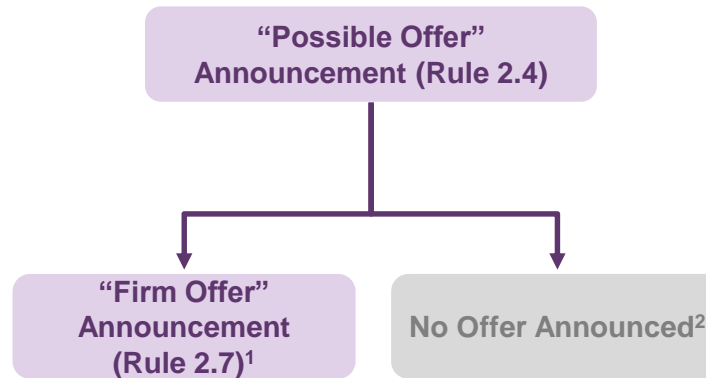 “Possible Offer”
Announcement (Rule 2.4)
“Firm Offer”
Announcement
(Rule 2.7)¹
No Offer Announced²